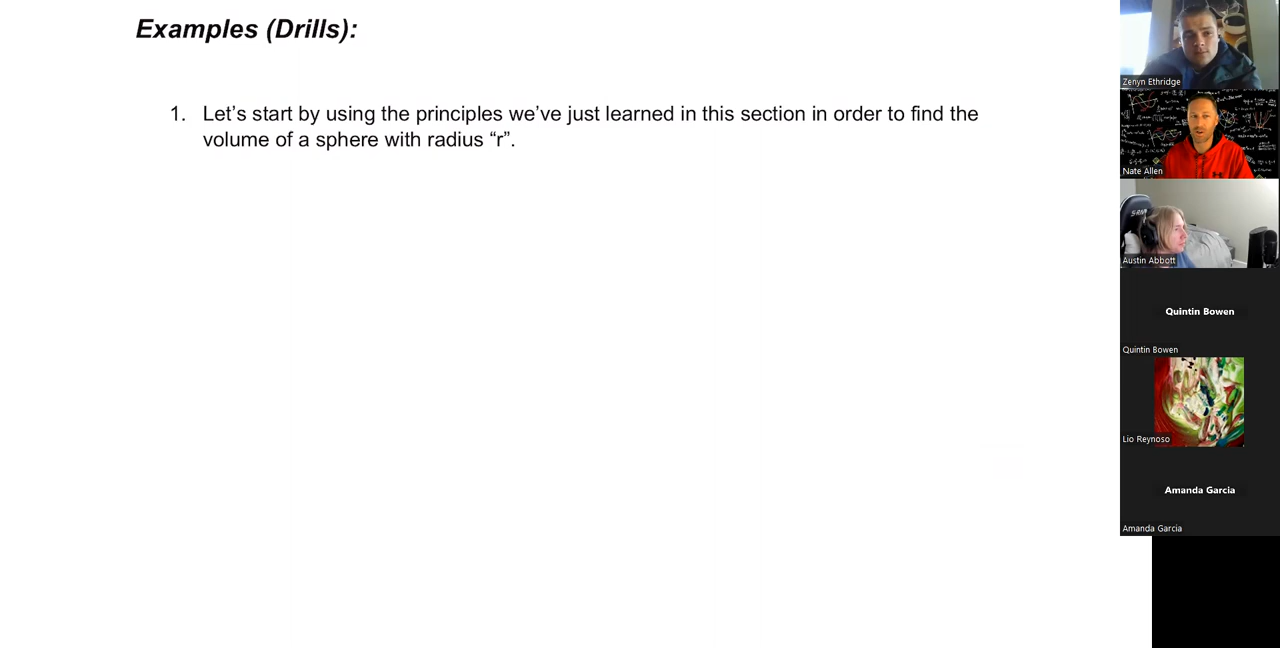 Examples (Drills):
1. Let’s start by using the principles we’ve just learned in this section in order to find the
volume of a sphere with radius “r”.
Zenyn Ethridge
Nate Allen
Austin Abbott
Quintin Bowen
Quintin Bowen
Lio Reynoso
Amanda Garcia
Amanda Garcia